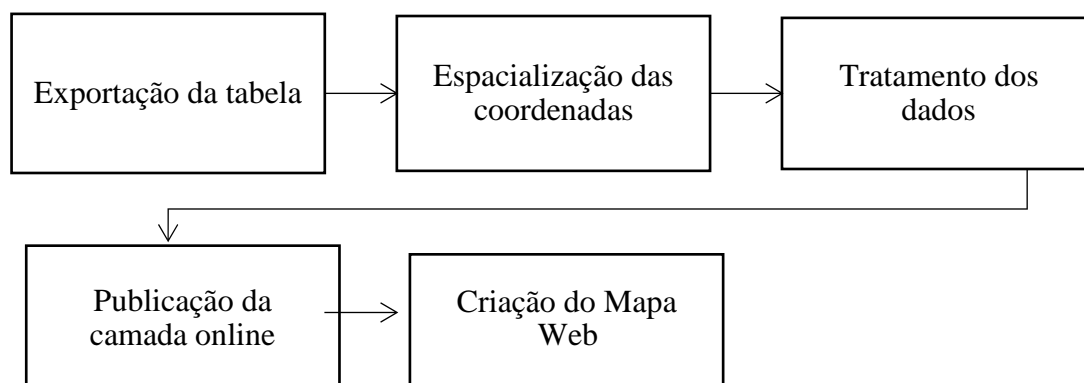 Exportação da tabela
Espacialização das
coordenadas
Tratamento dos
dados
Publicação da
camada online
Criação do Mapa
Web